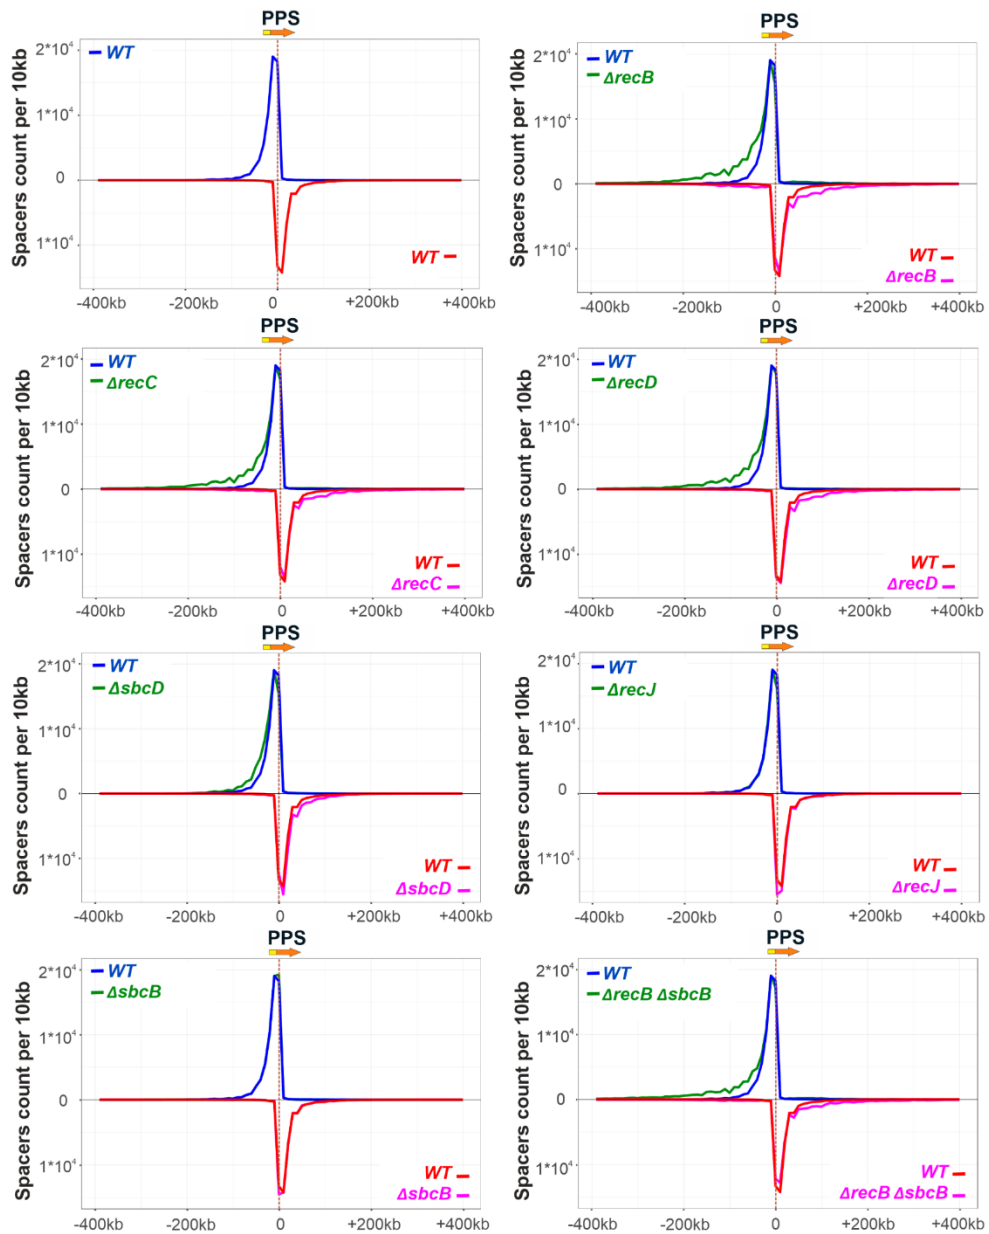 PPS
Spacers count per 10kb
2*10⁴
1*10⁴
0
1*10⁴
WT
WT
-400kb -200kb 0 +200kb +400kb
PPS
Spacers count per 10kb
2*10⁴
1*10⁴
0
1*10⁴
WT
ΔrecB
WT
ΔrecB
-400kb -200kb 0 +200kb +400kb
PPS
Spacers count per 10kb
2*10⁴
1*10⁴
0
1*10⁴
WT
ΔrecC
WT
ΔrecC
-400kb -200kb 0 +200kb +400kb
PPS
Spacers count per 10kb
2*10⁴
1*10⁴
0
1*10⁴
WT
ΔrecD
WT
ΔrecD
-400kb -200kb 0 +200kb +400kb
PPS
Spacers count per 10kb
2*10⁴
1*10⁴
0
1*10⁴
WT
ΔsbcD
WT
ΔsbcD
-400kb -200kb 0 +200kb +400kb
PPS
Spacers count per 10kb
2*10⁴
1*10⁴
0
1*10⁴
WT
ΔrecJ
WT
ΔrecJ
-400kb -200kb 0 +200kb +400kb
PPS
Spacers count per 10kb
2*10⁴
1*10⁴
0
1*10⁴
WT
ΔsbcB
WT
ΔsbcB
-400kb -200kb 0 +200kb +400kb
PPS
Spacers count per 10kb
2*10⁴
1*10⁴
0
1*10⁴
WT
ΔrecB ΔsbcB
WT
ΔrecB ΔsbcB
-400kb -200kb 0 +200kb +400kb